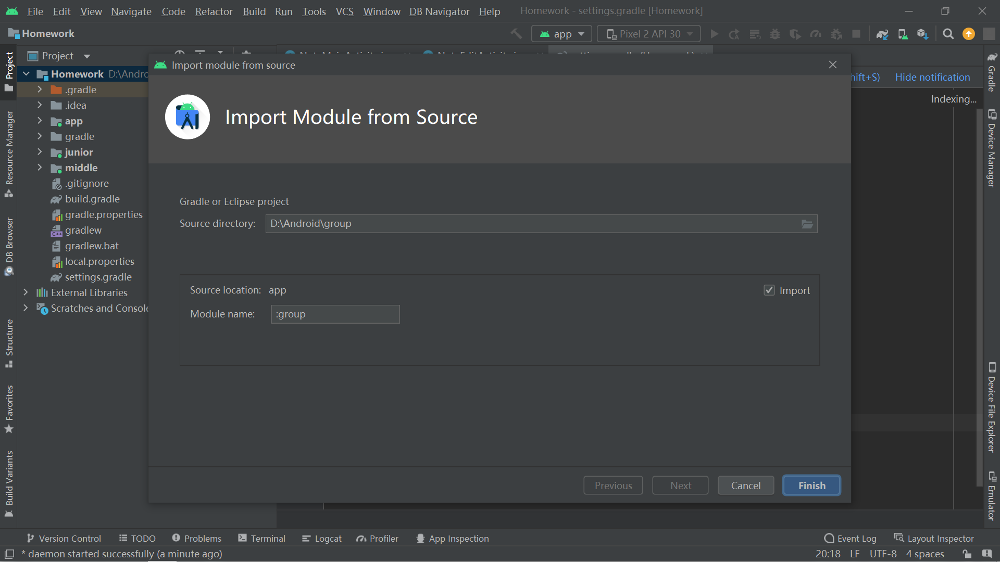 File Edit View Navigate Code Refactor Build Run Tools VCS Window DB Navigator Help Homework - settings.gradle [Homework]
Homework
app
Pixel 2 API 30
Project
Import module from source
Homework D:\Andro
hift+S) Hide notification
.gradle
Indexing...
.idea
app
Import Module from Source
gradle
junior
middle
.gitignore
build.gradle
Gradle or Eclipse project
gradle.properties
Source directory: D:\Android\group
gradlew
gradlew.bat
local.properties
settings.gradle
External Libraries
Source location: app
Import
Scratches and Console
Module name: :group
Previous Next Cancel Finish
Project
Resource Manager
DB Browser
Structure
Favorites
Build Variants
Gradle
Device Manager
Device File Explorer
Emulator
Version Control TODO Problems Terminal Logcat Profiler App Inspection Event Log Layout Inspector
* daemon started successfully (a minute ago) 20:18 LF UTF-8 4 spaces